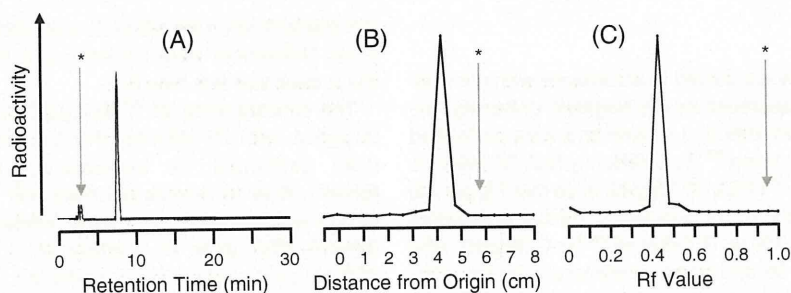 (A)
(B)
(C)
*
*
*
Radioactivity
0 10 20 30
0 1 2 3 4 5 6 7 8
0 0.2 0.4 0.6 0.8 1.0
Retention Time (min)
Distance from Origin (cm)
Rf Value